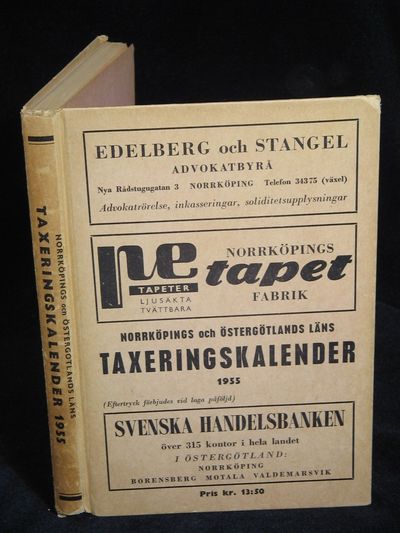 EDELBERG och STANGEL
ADVOKATBYRÅ
Nya Rådstugugatan 3 NORRKÖPING Telefon 34375 (växel)
Advokatrörelse, inkasseringar, soliditetsupplysningar
ne
TAPETER
LJUSÄKTA
TVÄTTBARA
NORRKÖPINGS
tapet
FABRIK
NORRKÖPINGS och ÖSTERGÖTLANDS LÄNS
TAXERINGSKALENDER
1955
(Eftertryck förbjudes vid laga påföljd)
SVENSKA HANDELSBANKEN
över 315 kontor i hela landet
I ÖSTERGÖTLAND:
NORRKÖPING
BORENSBERG MOTALA VALDEMARSVIK
Pris kr. 13:50
NORRKÖPINGS och ÖSTERGÖTLANDS LÄNS
TAXERINGSKALENDER 1955